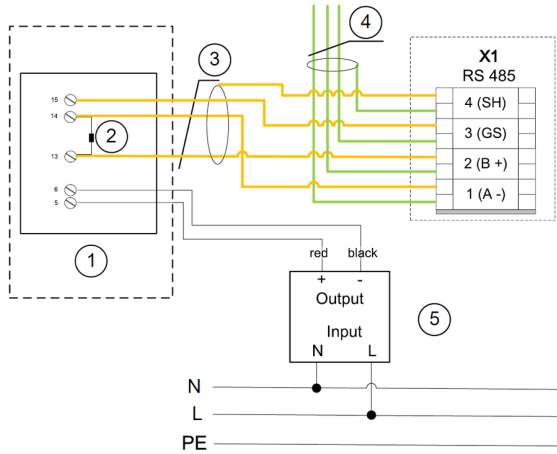 4
3
X1
RS 485
15
14
2
13
4 (SH)
3 (GS)
2 (B +)
1 (A -)
6
5
1
red
black
+
-
Output
Input
N
L
5
N
L
PE